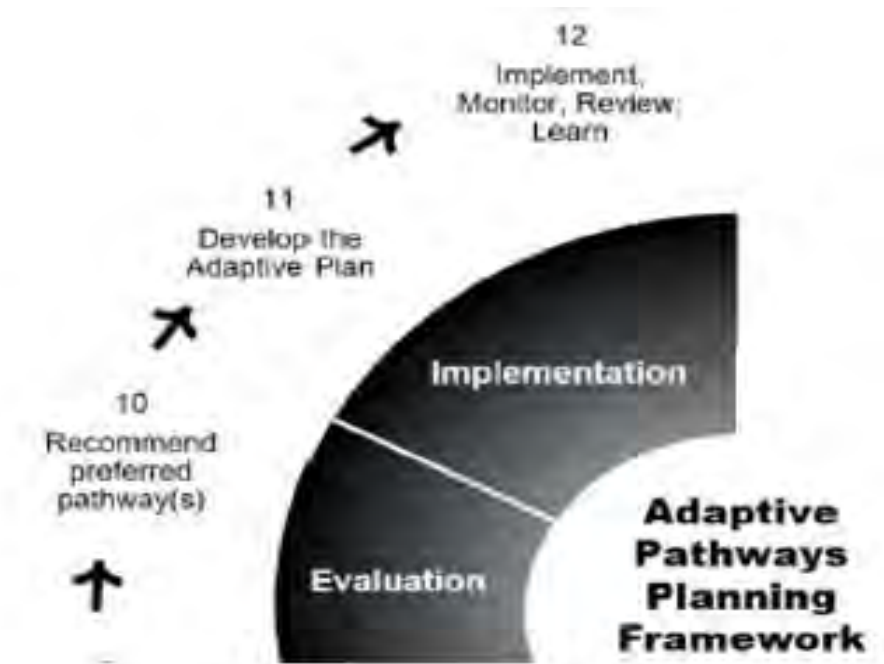 12
Implement,
Monitor, Review,
Learn
11
Develop the
Adaptive Plan
10
Recommend
preferred
pathway(s)
Implementation
Evaluation
Adaptive
Pathways
Planning
Framework